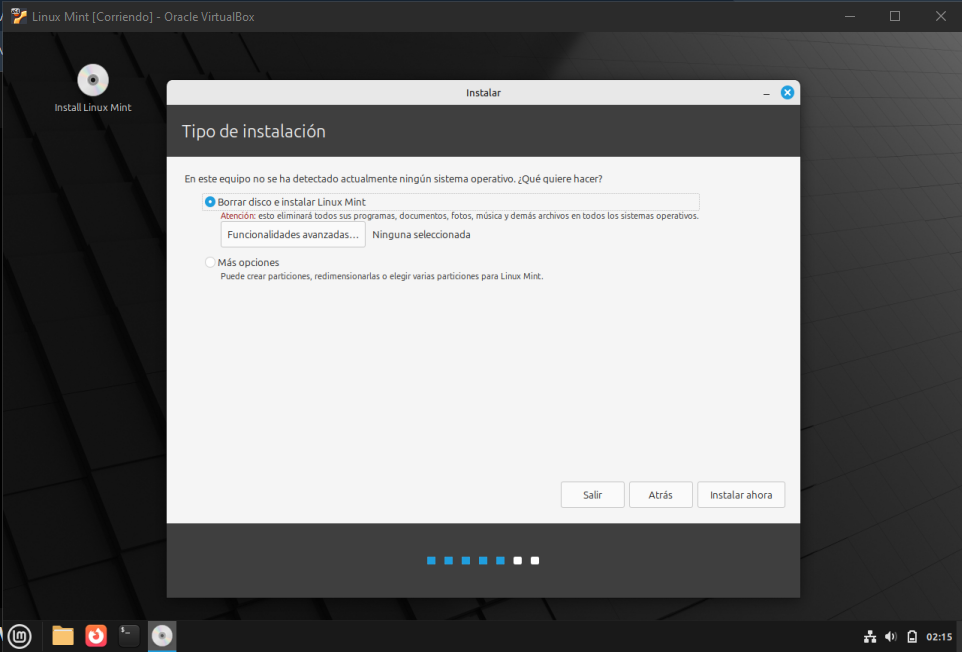 Linux Mint [Corriendo] - Oracle VirtualBox
Install Linux Mint
Instalar
Tipo de instalación
En este equipo no se ha detectado actualmente ningún sistema operativo. ¿Qué quiere hacer?
Borrar disco e instalar Linux Mint
Atención: esto eliminará todos sus programas, documentos, fotos, música y demás archivos en todos los sistemas operativos.
Funcionalidades avanzadas... Ninguna seleccionada
Más opciones
Puede crear particiones, redimensionarlas o elegir varias particiones para Linux Mint.
Salir Atrás Instalar ahora
02:15